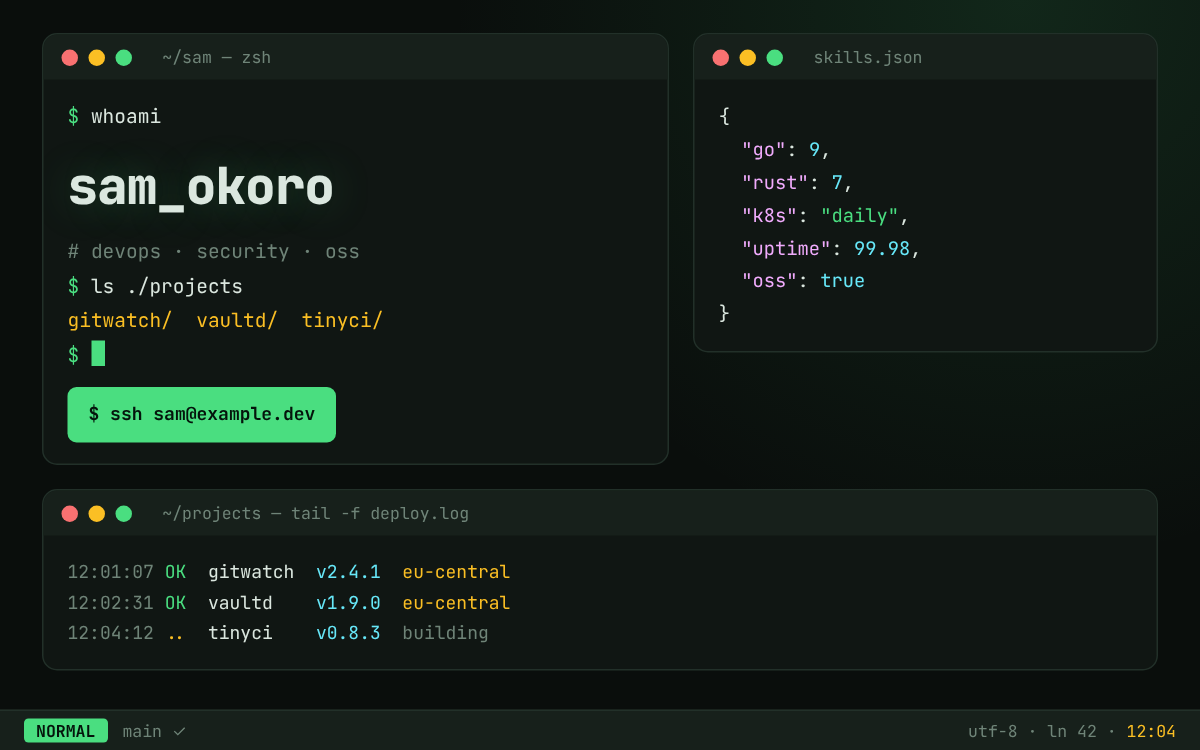 ~/sam — zsh
$ whoami
sam_okoro
# devops · security · oss
$ ls ./projects
gitwatch/  vaultd/  tinyci/
$
$ ssh sam@example.dev
skills.json
{
  "go": 9,
  "rust": 7,
  "k8s": "daily",
  "uptime": 99.98,
  "oss": true
}
~/projects — tail -f deploy.log
12:01:07 OK  gitwatch  v2.4.1  eu-central
12:02:31 OK  vaultd    v1.9.0  eu-central
12:04:12 ..  tinyci    v0.8.3  building
NORMAL main ✓ utf-8 · ln 42 · 12:04